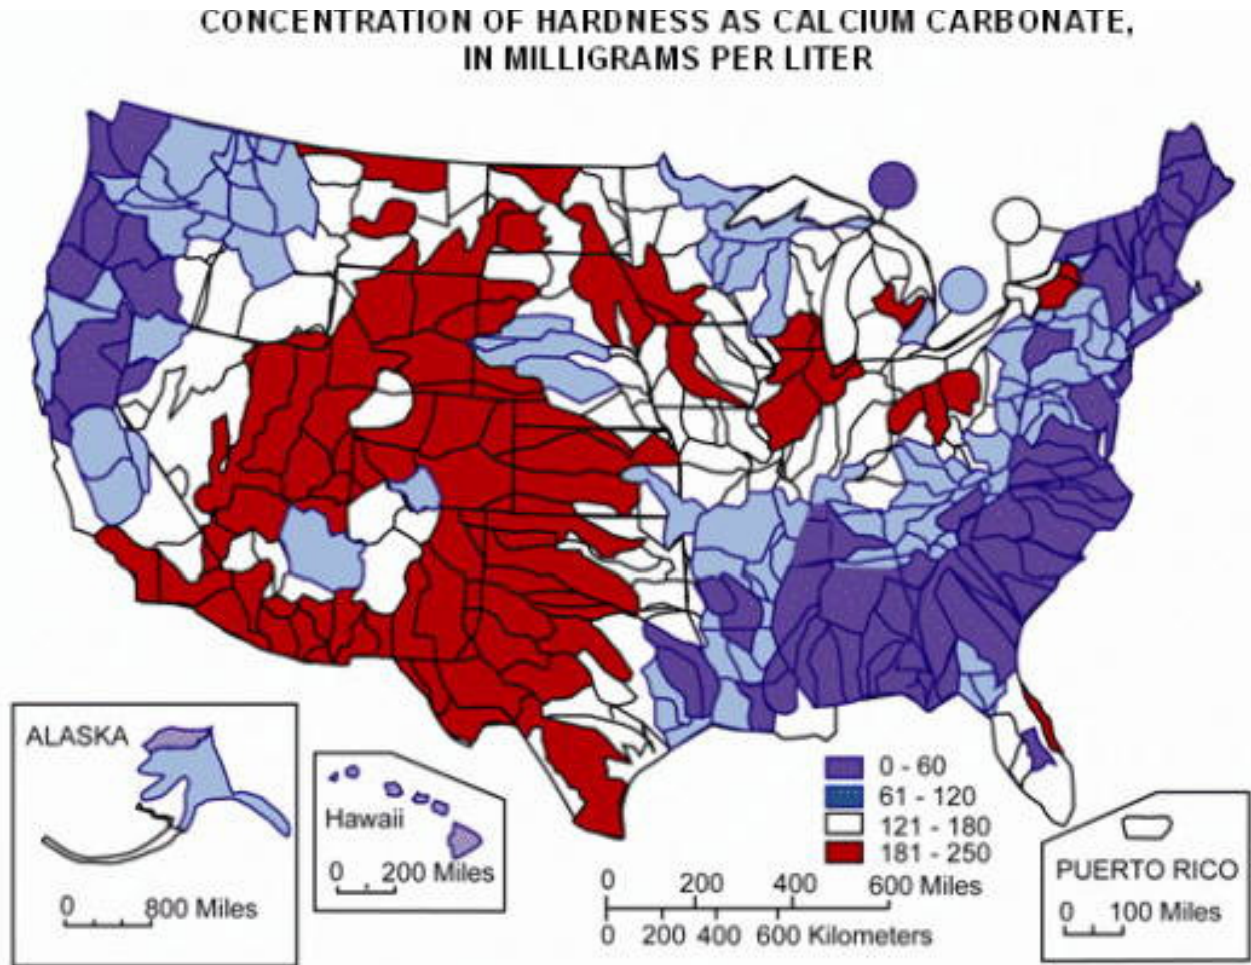 CONCENTRATION OF HARDNESS AS CALCIUM CARBONATE,
IN MILLIGRAMS PER LITER
ALASKA
0 800 Miles
Hawaii
0 200 Miles
0 - 60
61 - 120
121 - 180
181 - 250
0 200 400 600 Miles
0 200 400 600 Kilometers
PUERTO RICO
0 100 Miles